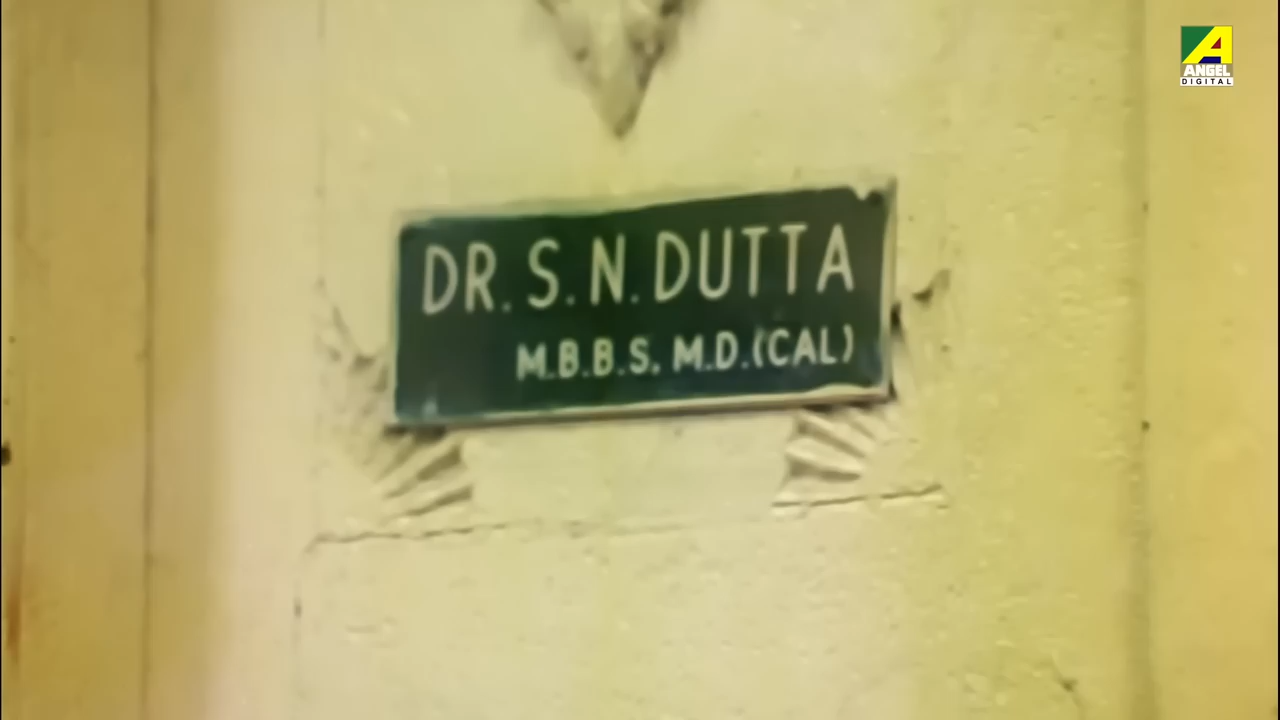 ANGEL
DIGITAL
DR. S. N. DUTTA
M.B.B.S. M.D.(CAL)